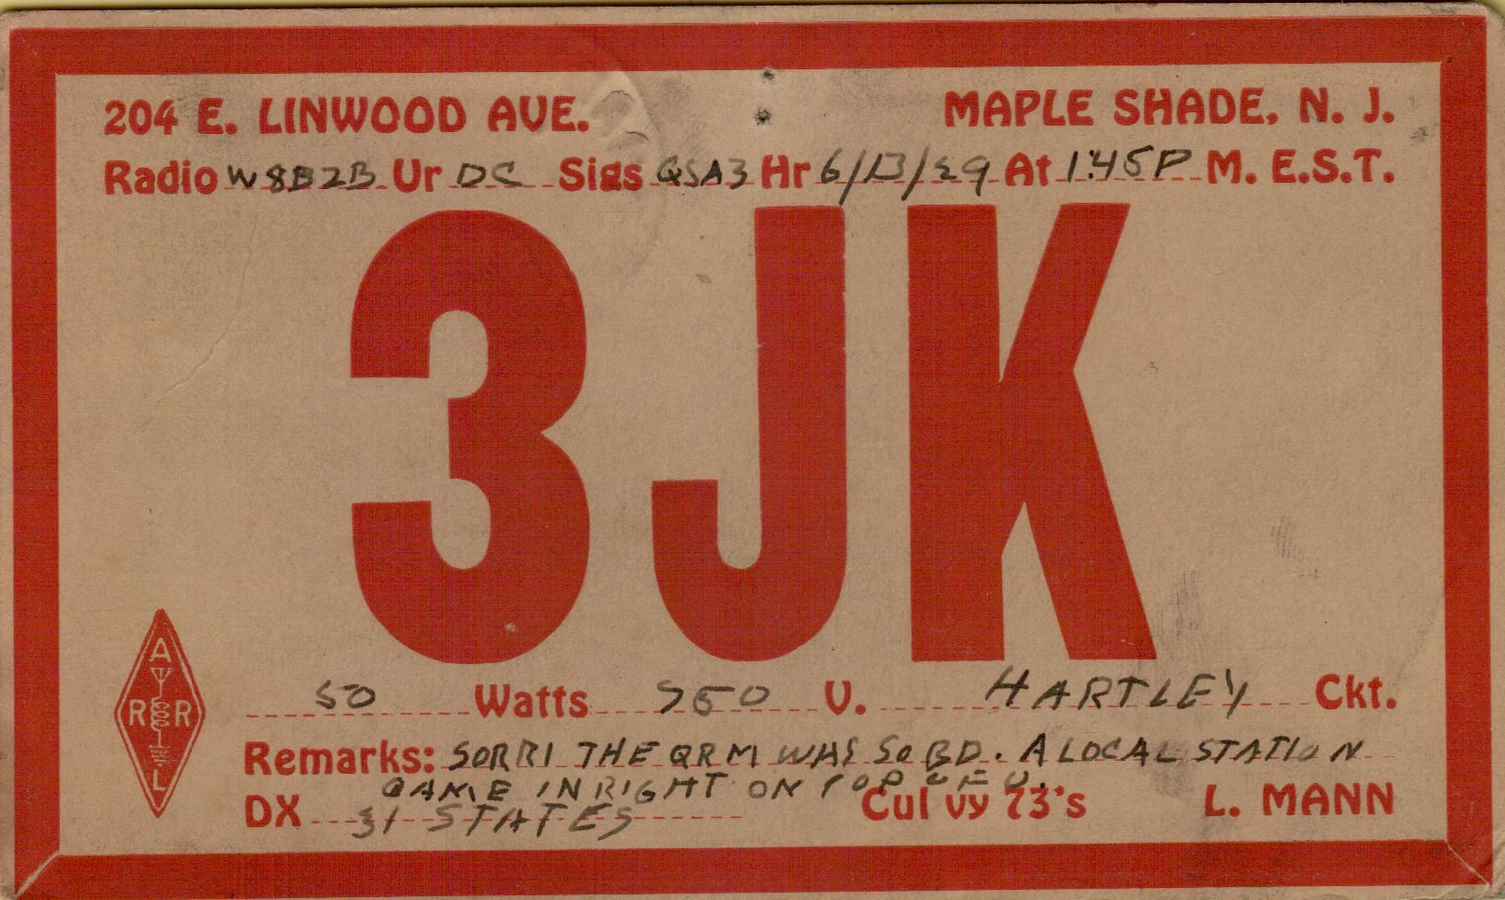 204 E. LINWOOD AVE. MAPLE SHADE, N. J.
Radio W8BZB Ur DC Sigs QSA3 Hr 6/13/29 At 1:45P M. E.S.T.
3JK
50 Watts 750 V. HARTLEY Ckt.
Remarks: SORRI THE QRM WAS SO BD. A LOCAL STATION
CAME IN RIGHT ON TOP OF U.
DX 31 STATES Cul vy 73's L. MANN
A
R R
L